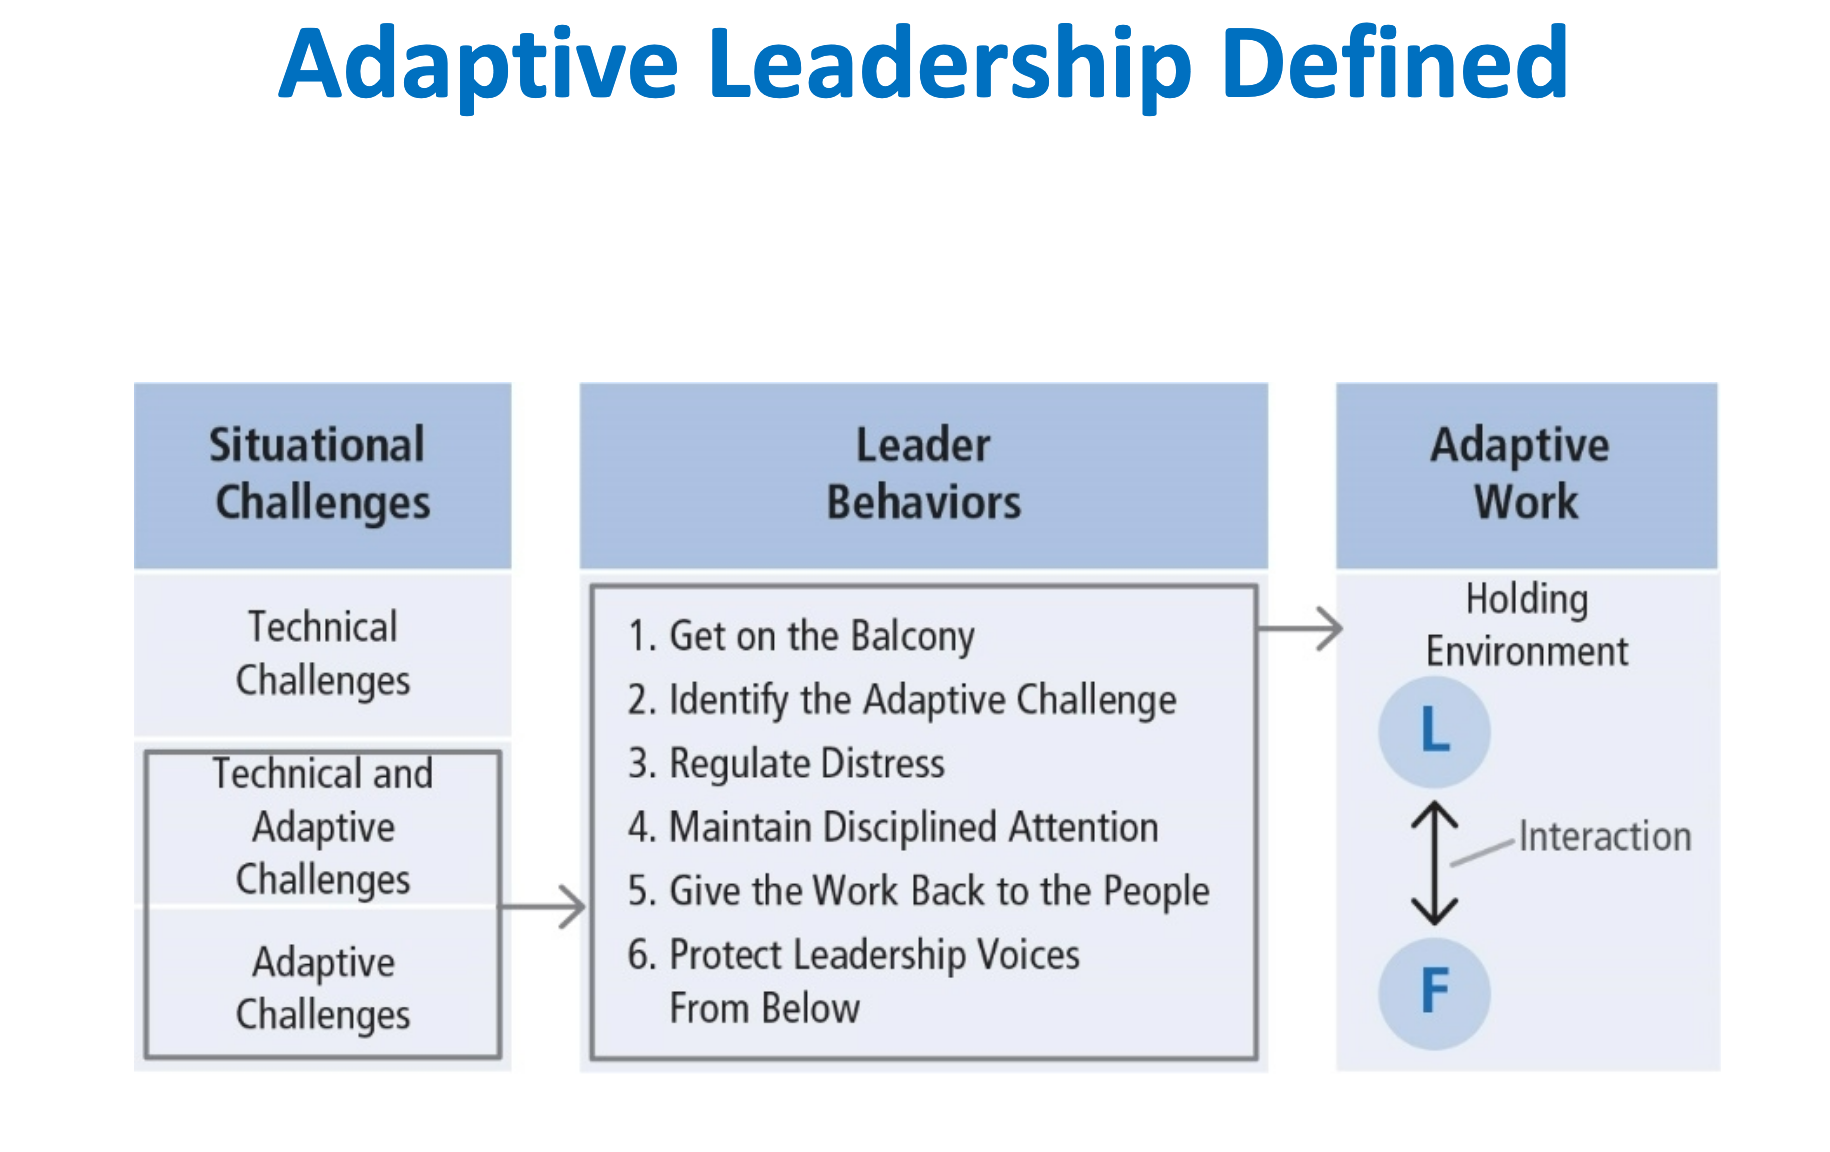 Adaptive Leadership Defined
Situational
Challenges
Technical
Challenges
Technical and
Adaptive
Challenges
Adaptive
Challenges
Leader
Behaviors
1. Get on the Balcony
2. Identify the Adaptive Challenge
3. Regulate Distress
4. Maintain Disciplined Attention
5. Give the Work Back to the People
6. Protect Leadership Voices
From Below
Adaptive
Work
Holding
Environment
L
Interaction
F